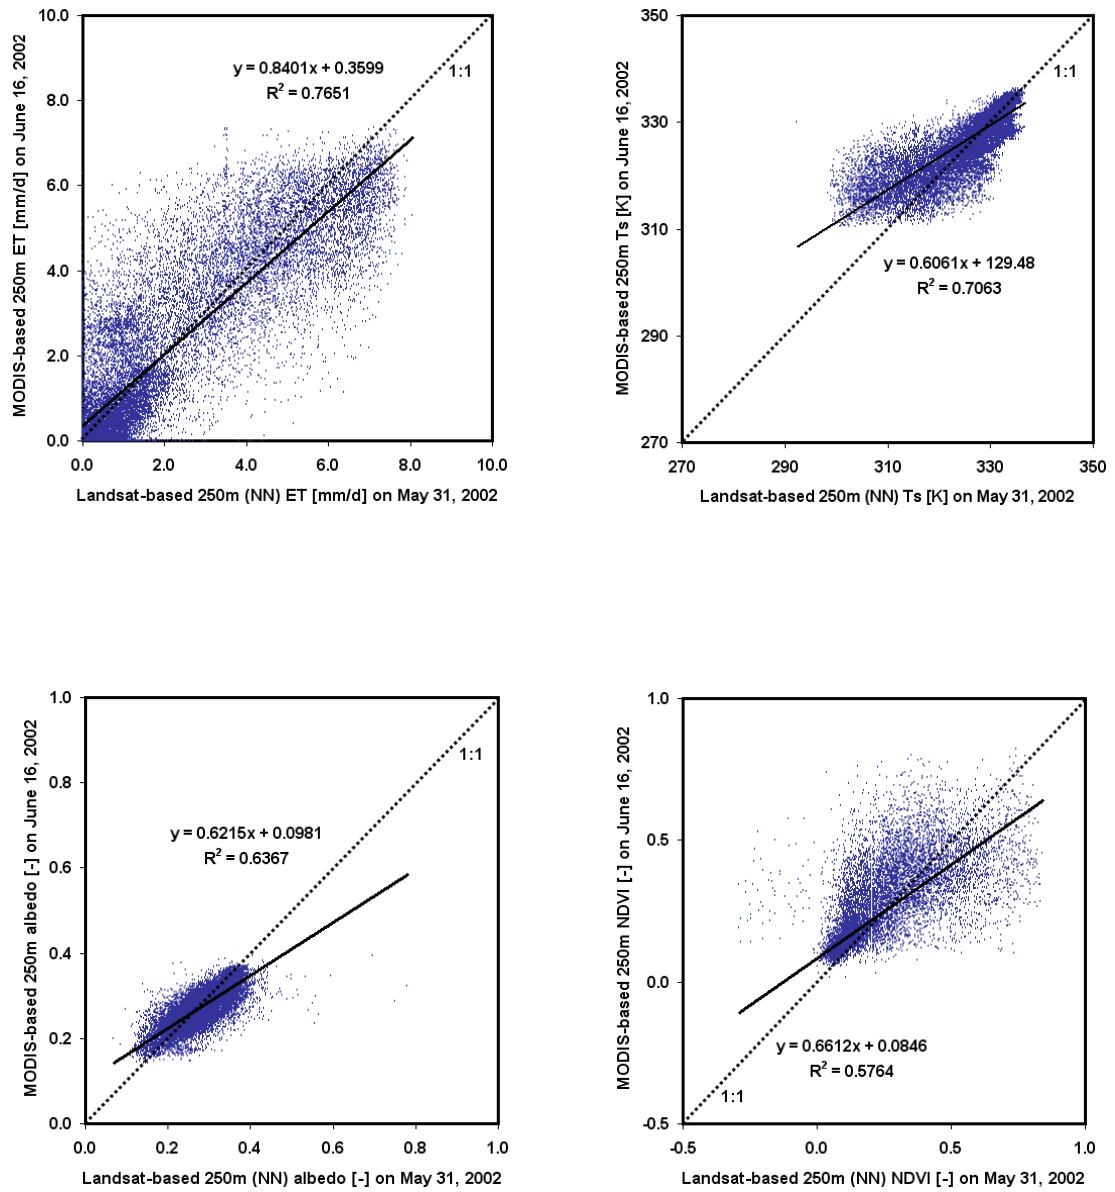 MODIS-based 250m ET [mm/d] on June 16, 2002
10.0
8.0
6.0
4.0
2.0
0.0
y = 0.8401x + 0.3599
R² = 0.7651
1:1
0.0 2.0 4.0 6.0 8.0 10.0
Landsat-based 250m (NN) ET [mm/d] on May 31, 2002
MODIS-based 250m Ts [K] on June 16, 2002
350
330
310
290
270
1:1
y = 0.6061x + 129.48
R² = 0.7063
270 290 310 330 350
Landsat-based 250m (NN) Ts [K] on May 31, 2002
MODIS-based 250m albedo [-] on June 16, 2002
1.0
0.8
0.6
0.4
0.2
0.0
1:1
y = 0.6215x + 0.0981
R² = 0.6367
0.0 0.2 0.4 0.6 0.8 1.0
Landsat-based 250m (NN) albedo [-] on May 31, 2002
MODIS-based 250m NDVI [-] on June 16, 2002
1.0
0.5
0.0
-0.5
y = 0.6612x + 0.0846
R² = 0.5764
1:1
-0.5 0.0 0.5 1.0
Landsat-based 250m (NN) NDVI [-] on May 31, 2002